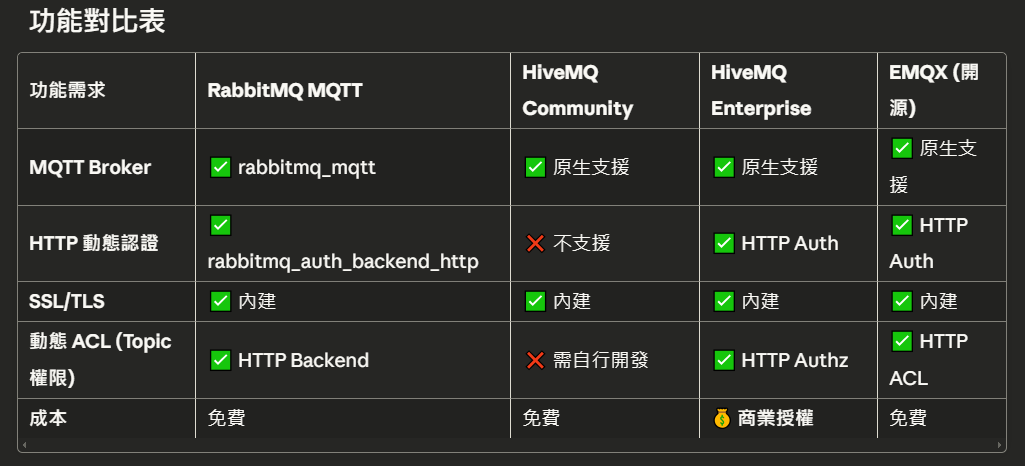 功能對比表
功能需求
RabbitMQ MQTT
HiveMQ
Community
HiveMQ
Enterprise
EMQX (開
源)
MQTT Broker
✅ rabbitmq_mqtt
✅ 原生支援
✅ 原生支援
✅ 原生支
援
HTTP 動態認證
✅
rabbitmq_auth_backend_http
❌ 不支援
✅ HTTP Auth
✅ HTTP
Auth
SSL/TLS
✅ 內建
✅ 內建
✅ 內建
✅ 內建
動態 ACL (Topic
權限)
✅ HTTP Backend
❌ 需自行開發
✅ HTTP Authz
✅ HTTP
ACL
成本
免費
免費
💰 商業授權
免費